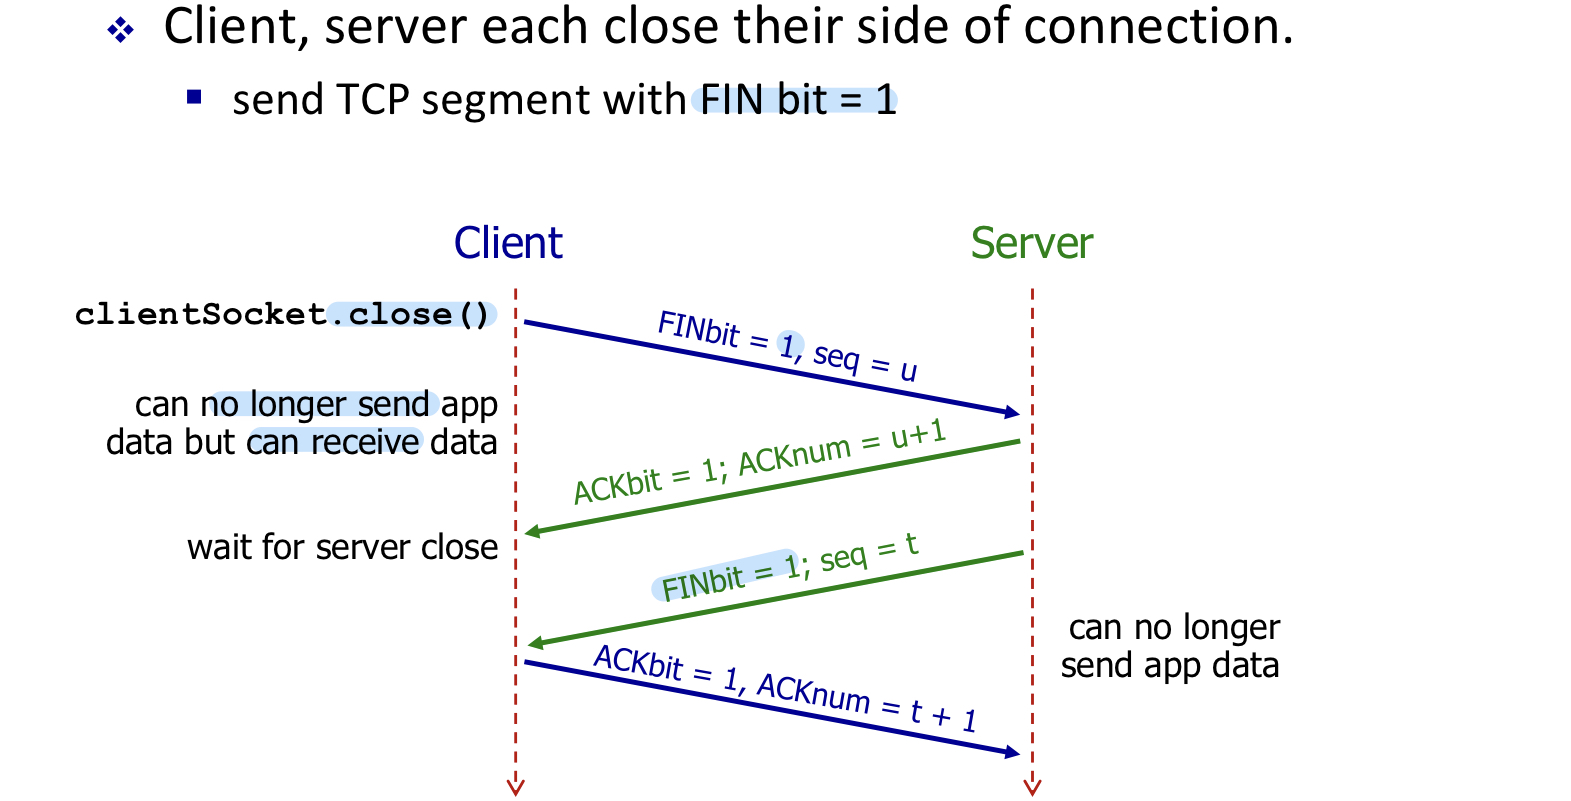 Client, server each close their side of connection.
send TCP segment with FIN bit = 1
Client
Server
clientSocket.close()
FINbit = 1, seq = u
can no longer send app
data but can receive data
ACKbit = 1; ACKnum = u+1
wait for server close
FINbit = 1; seq = t
can no longer
send app data
ACKbit = 1, ACKnum = t + 1